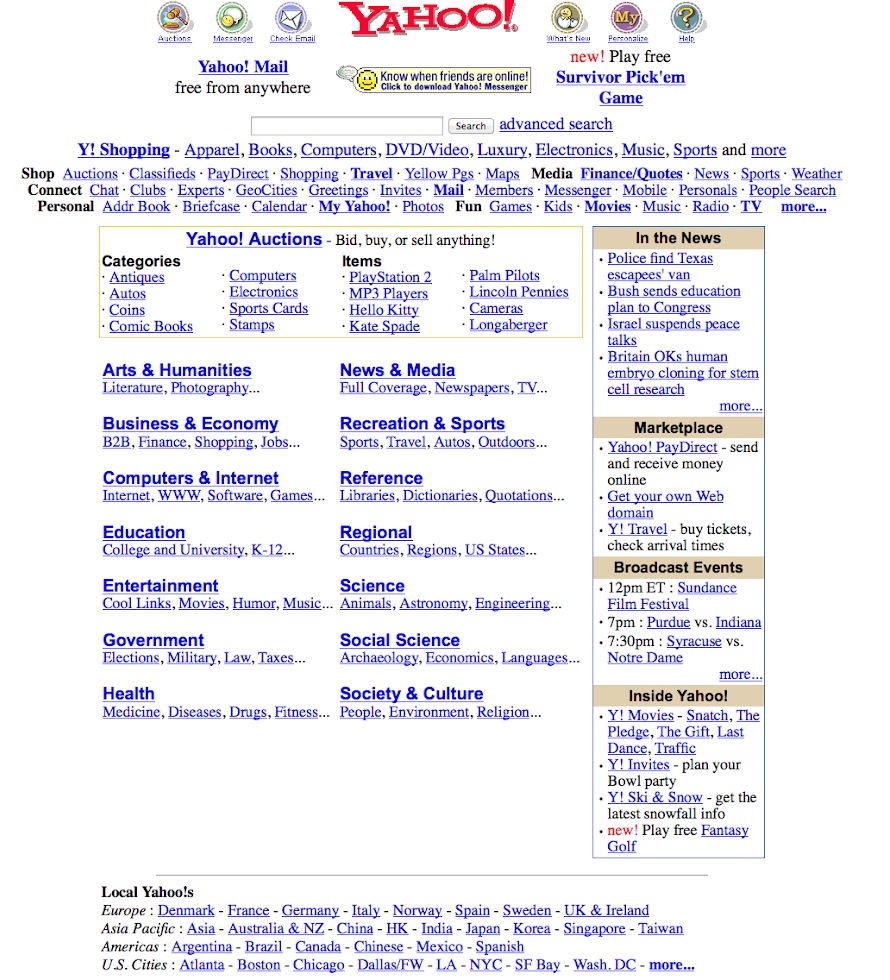 YAHOO!
Auctions Messenger Check Email What's New Personalize Help
My
?
Yahoo! Mail
free from anywhere
Know when friends are online!
Click to download Yahoo! Messenger
new! Play free
Survivor Pick'em
Game
Search advanced search
Y! Shopping - Apparel, Books, Computers, DVD/Video, Luxury, Electronics, Music, Sports and more
Shop Auctions · Classifieds · PayDirect · Shopping · Travel · Yellow Pgs · Maps Media Finance/Quotes · News · Sports · Weather
Connect Chat · Clubs · Experts · GeoCities · Greetings · Invites · Mail · Members · Messenger · Mobile · Personals · People Search
Personal Addr Book · Briefcase · Calendar · My Yahoo! · Photos Fun Games · Kids · Movies · Music · Radio · TV more...
Yahoo! Auctions - Bid, buy, or sell anything!
Categories
· Antiques
· Autos
· Coins
· Comic Books
· Computers
· Electronics
· Sports Cards
· Stamps
Items
· PlayStation 2
· MP3 Players
· Hello Kitty
· Kate Spade
· Palm Pilots
· Lincoln Pennies
· Cameras
· Longaberger
Arts & Humanities
Literature, Photography...
Business & Economy
B2B, Finance, Shopping, Jobs...
Computers & Internet
Internet, WWW, Software, Games...
Education
College and University, K-12...
Entertainment
Cool Links, Movies, Humor, Music...
Government
Elections, Military, Law, Taxes...
Health
Medicine, Diseases, Drugs, Fitness...
News & Media
Full Coverage, Newspapers, TV...
Recreation & Sports
Sports, Travel, Autos, Outdoors...
Reference
Libraries, Dictionaries, Quotations...
Regional
Countries, Regions, US States...
Science
Animals, Astronomy, Engineering...
Social Science
Archaeology, Economics, Languages...
Society & Culture
People, Environment, Religion...
In the News
• Police find Texas
escapees' van
• Bush sends education
plan to Congress
• Israel suspends peace
talks
• Britain OKs human
embryo cloning for stem
cell research
more...
Marketplace
• Yahoo! PayDirect - send
and receive money
online
• Get your own Web
domain
• Y! Travel - buy tickets,
check arrival times
Broadcast Events
• 12pm ET : Sundance
Film Festival
• 7pm : Purdue vs. Indiana
• 7:30pm : Syracuse vs.
Notre Dame
more...
Inside Yahoo!
• Y! Movies - Snatch, The
Pledge, The Gift, Last
Dance, Traffic
• Y! Invites - plan your
Bowl party
• Y! Ski & Snow - get the
latest snowfall info
• new! Play free Fantasy
Golf
Local Yahoo!s
Europe : Denmark - France - Germany - Italy - Norway - Spain - Sweden - UK & Ireland
Asia Pacific : Asia - Australia & NZ - China - HK - India - Japan - Korea - Singapore - Taiwan
Americas : Argentina - Brazil - Canada - Chinese - Mexico - Spanish
U.S. Cities : Atlanta - Boston - Chicago - Dallas/FW - LA - NYC - SF Bay - Wash. DC - more...